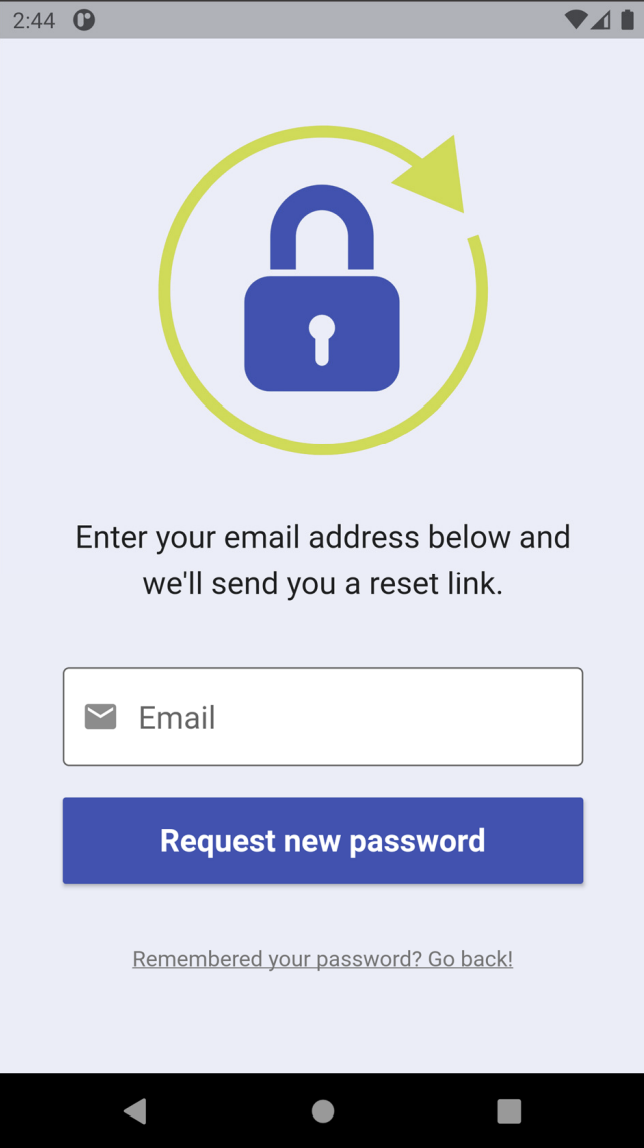 2:44
Enter your email address below and
we'll send you a reset link.
Email
Request new password
Remembered your password? Go back!